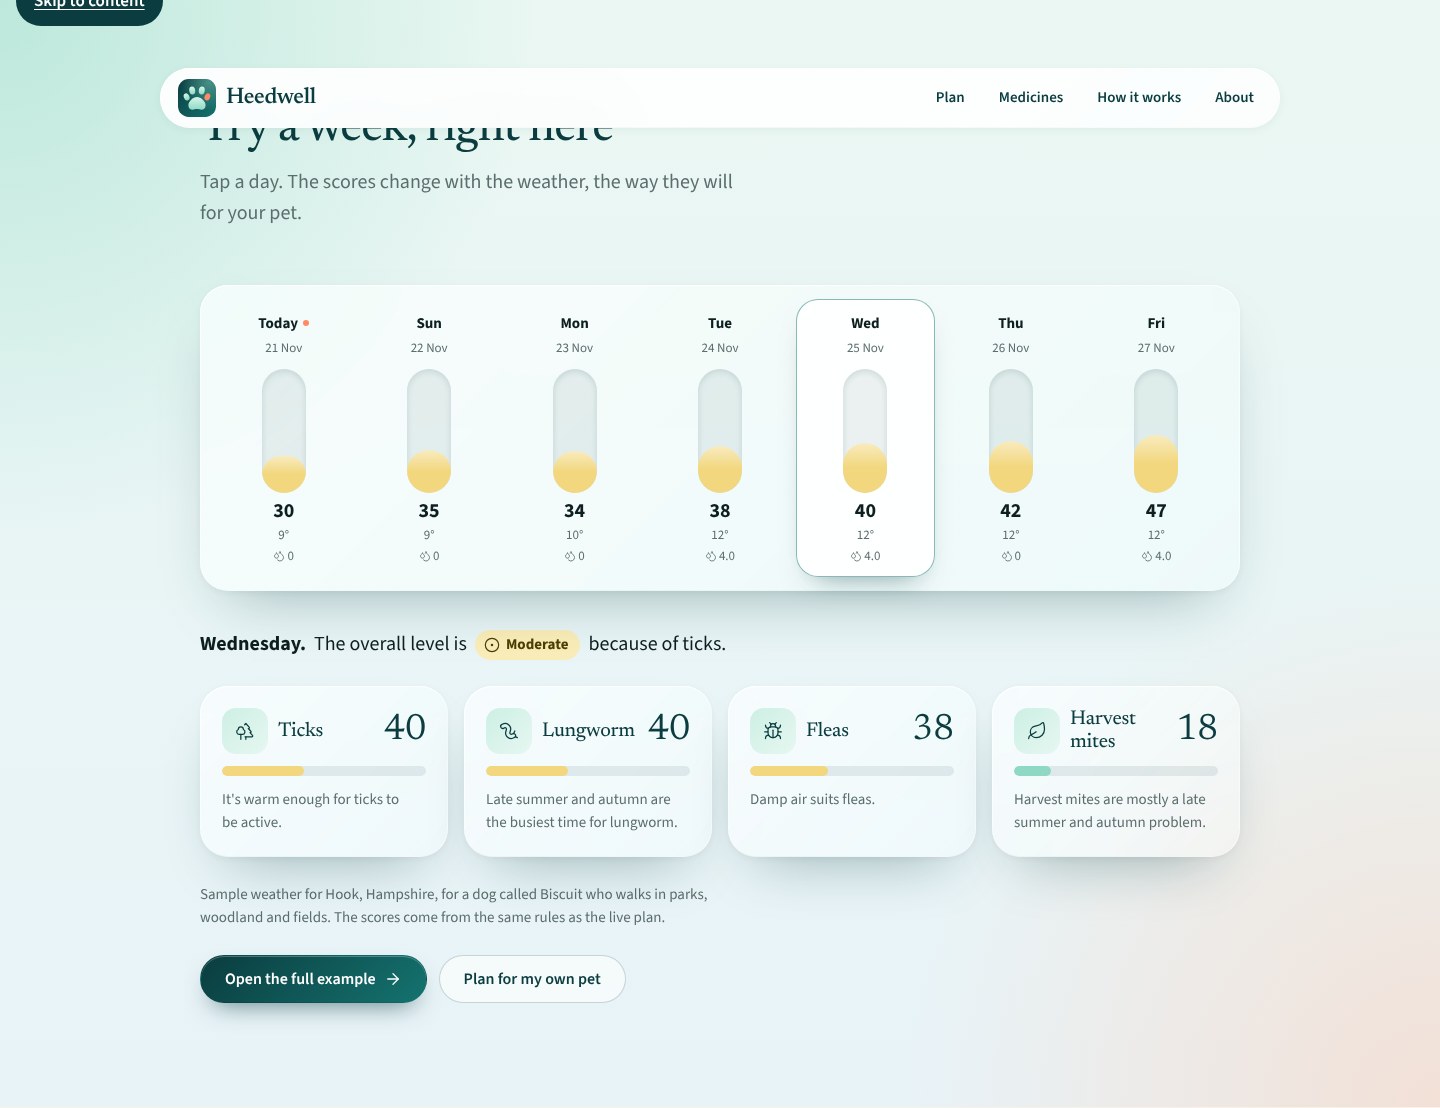 Skip to content
Heedwell
Plan
Medicines
How it works
About
Try a week, right here
Tap a day. The scores change with the weather, the way they will
for your pet.
Today
Sun
Mon
Tue
Wed
Thu
Fri
21 Nov
22 Nov
23 Nov
24 Nov
25 Nov
26 Nov
27 Nov
30
35
34
38
40
42
47
9°
9°
10°
12°
12°
12°
12°
0
0
0
4.0
4.0
0
4.0
Wednesday. The overall level is Moderate because of ticks.
Ticks
40
It's warm enough for ticks to
be active.
Lungworm
40
Late summer and autumn are
the busiest time for lungworm.
Fleas
38
Damp air suits fleas.
Harvest
mites
18
Harvest mites are mostly a late
summer and autumn problem.
Sample weather for Hook, Hampshire, for a dog called Biscuit who walks in parks,
woodland and fields. The scores come from the same rules as the live plan.
Open the full example
Plan for my own pet